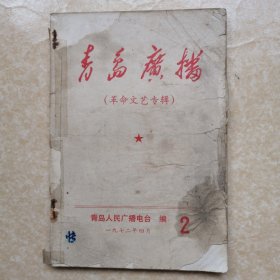 青岛廣播
（革命文艺专辑）
青岛人民广播电台 编
一九七二年四月
2